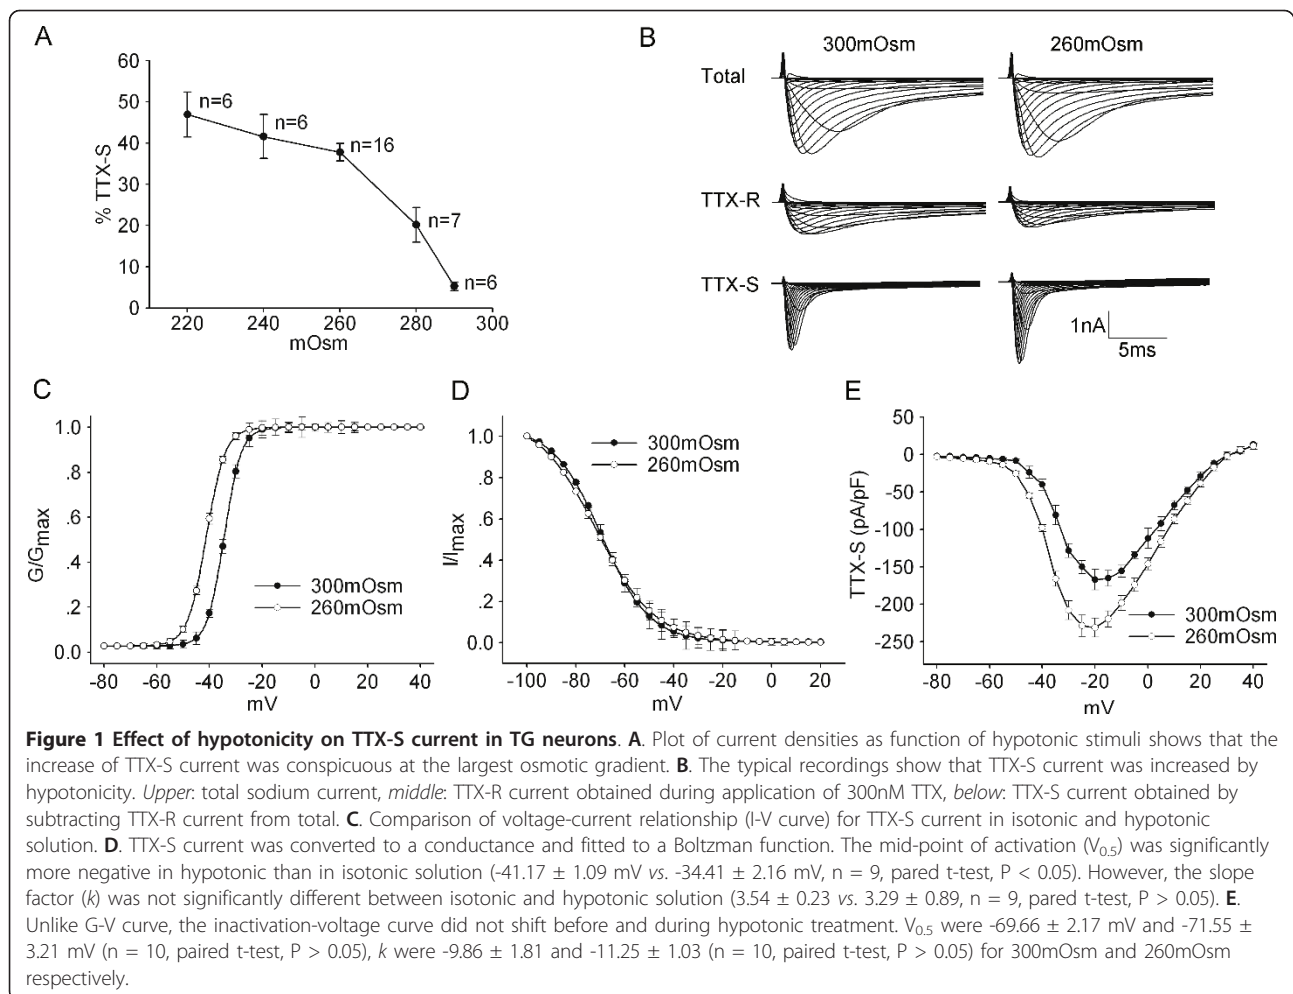 A
60
50
40
30
20
10
0
% TTX-S
n=6
n=6
n=16
n=7
n=6
220 240 260 280 300
mOsm
B
300mOsm 260mOsm
Total
TTX-R
TTX-S
1nA
5ms
C
1.0
.8
.6
.4
.2
0.0
G/Gmax
300mOsm
260mOsm
-80 -60 -40 -20 0 20 40
mV
D
1.0
.8
.6
.4
.2
0.0
I/Imax
300mOsm
260mOsm
-100 -80 -60 -40 -20 0 20
mV
E
50
0
-50
-100
-150
-200
-250
TTX-S (pA/pF)
300mOsm
260mOsm
-80 -60 -40 -20 0 20 40
mV
Figure 1 Effect of hypotonicity on TTX-S current in TG neurons. A. Plot of current densities as function of hypotonic stimuli shows that the
increase of TTX-S current was conspicuous at the largest osmotic gradient. B. The typical recordings show that TTX-S current was increased by
hypotonicity. Upper: total sodium current, middle: TTX-R current obtained during application of 300nM TTX, below: TTX-S current obtained by
subtracting TTX-R current from total. C. Comparison of voltage-current relationship (I-V curve) for TTX-S current in isotonic and hypotonic
solution. D. TTX-S current was converted to a conductance and fitted to a Boltzman function. The mid-point of activation (V0.5) was significantly
more negative in hypotonic than in isotonic solution (-41.17 ± 1.09 mV vs. -34.41 ± 2.16 mV, n = 9, pared t-test, P < 0.05). However, the slope
factor (k) was not significantly different between isotonic and hypotonic solution (3.54 ± 0.23 vs. 3.29 ± 0.89, n = 9, pared t-test, P > 0.05). E.
Unlike G-V curve, the inactivation-voltage curve did not shift before and during hypotonic treatment. V0.5 were -69.66 ± 2.17 mV and -71.55 ±
3.21 mV (n = 10, paired t-test, P > 0.05), k were -9.86 ± 1.81 and -11.25 ± 1.03 (n = 10, paired t-test, P > 0.05) for 300mOsm and 260mOsm
respectively.